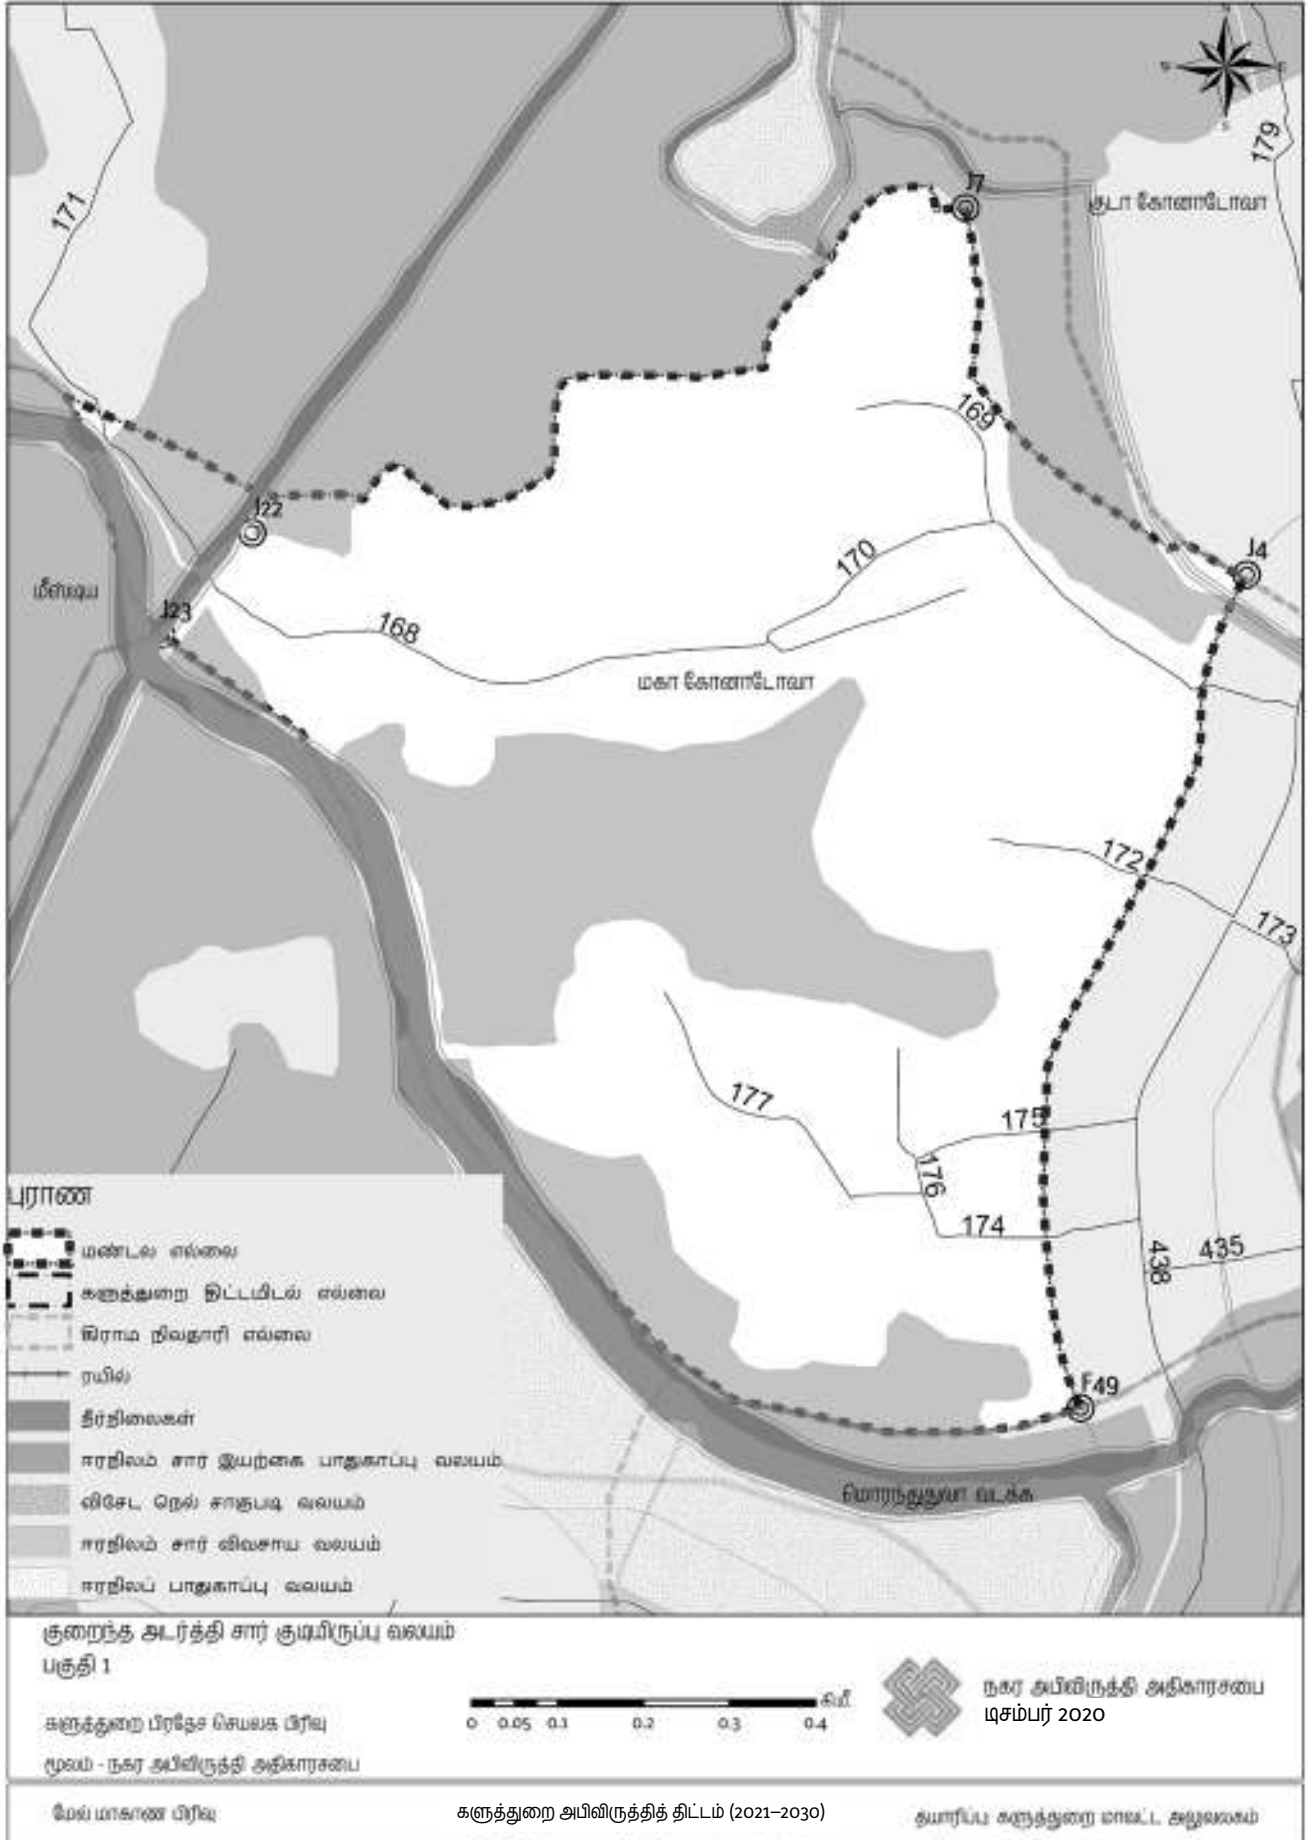 N
E
S
179
171
J7
குடா கோனாடோவா
169
J22
170
J4
மீஸ்டிய
J23
168
மகா கோனாடோவா
172
173
177
175
176
174
438
435
F49
மொரந்துதுவா வடக்கு
புராண
மண்டல எல்லை
களுத்துறை திட்டமிடல் எல்லை
கிராம நிலதாரி எல்லை
ரயில்
நீர்நிலைகள்
ஈரநிலம் சார் இயற்கை பாதுகாப்பு வலயம்
விசேட நெல் சாகுபடி வலயம்
ஈரநிலம் சார் விவசாய வலயம்
ஈரநிலப் பாதுகாப்பு வலயம்
குறைந்த அடர்த்தி சார் குடியிருப்பு வலயம்
பகுதி 1
களுத்துறை பிரதேச செயலக பிரிவு
மூலம் - நகர அபிவிருத்தி அதிகாரசபை
கி.மீ
0 0.05 0.1 0.2 0.3 0.4
நகர அபிவிருத்தி அதிகாரசபை
டிசம்பர் 2020
மேல் மாகாண பிரிவு
களுத்துறை அபிவிருத்தித் திட்டம் (2021–2030)
தயாரிப்பு களுத்துறை மாவட்ட அலுவலகம்